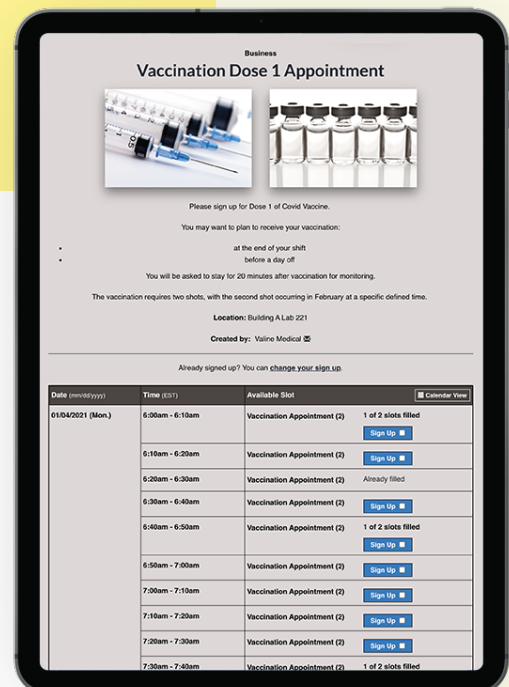 Business
Vaccination Dose 1 Appointment
Please sign up for Dose 1 of Covid Vaccine.
You may want to plan to receive your vaccination:
• at the end of your shift
• before a day off
You will be asked to stay for 20 minutes after vaccination for monitoring.
The vaccination requires two shots, with the second shot occurring in February at a specific defined time.
Location: Building A Lab 221
Created by: Valine Medical
Already signed up? You can change your sign up.
Date (mm/dd/yyyy) Time (EST) Available Slot Calendar View
01/04/2021 (Mon.) 6:00am - 6:10am Vaccination Appointment (2) 1 of 2 slots filled
Sign Up
6:10am - 6:20am Vaccination Appointment (2) Sign Up
6:20am - 6:30am Vaccination Appointment (2) Already filled
6:30am - 6:40am Vaccination Appointment (2) Sign Up
6:40am - 6:50am Vaccination Appointment (2) 1 of 2 slots filled
Sign Up
6:50am - 7:00am Vaccination Appointment (2) Sign Up
7:00am - 7:10am Vaccination Appointment (2) Sign Up
7:10am - 7:20am Vaccination Appointment (2) Sign Up
7:20am - 7:30am Vaccination Appointment (2) Sign Up
7:30am - 7:40am Vaccination Appointment (2) 1 of 2 slots filled